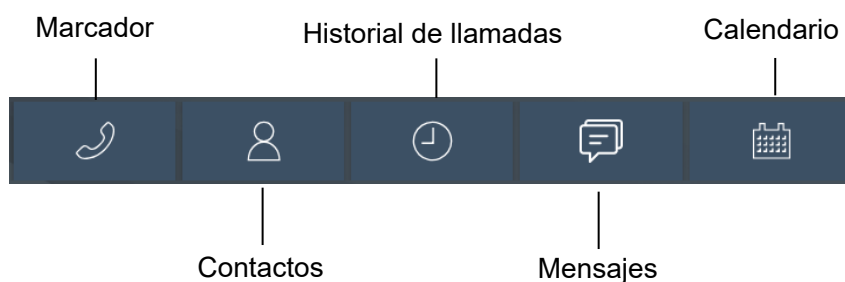 Marcador
Historial de llamadas
Calendario
Contactos
Mensajes